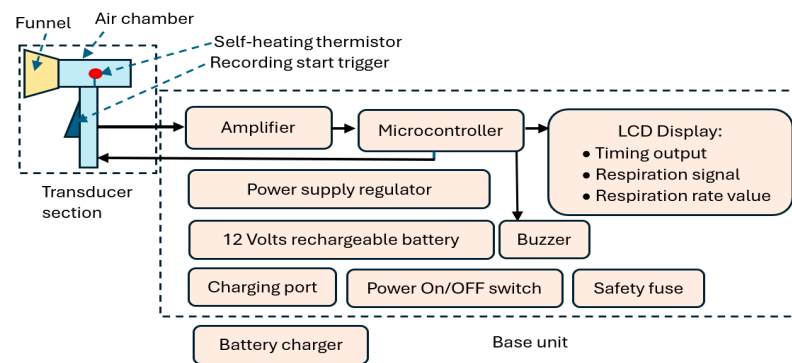 Funnel
Air chamber
Self-heating thermistor
Recording start trigger
Transducer
section
Amplifier
Microcontroller
LCD Display:
● Timing output
● Respiration signal
● Respiration rate value
Power supply regulator
12 Volts rechargeable battery
Buzzer
Charging port
Power On/OFF switch
Safety fuse
Battery charger
Base unit